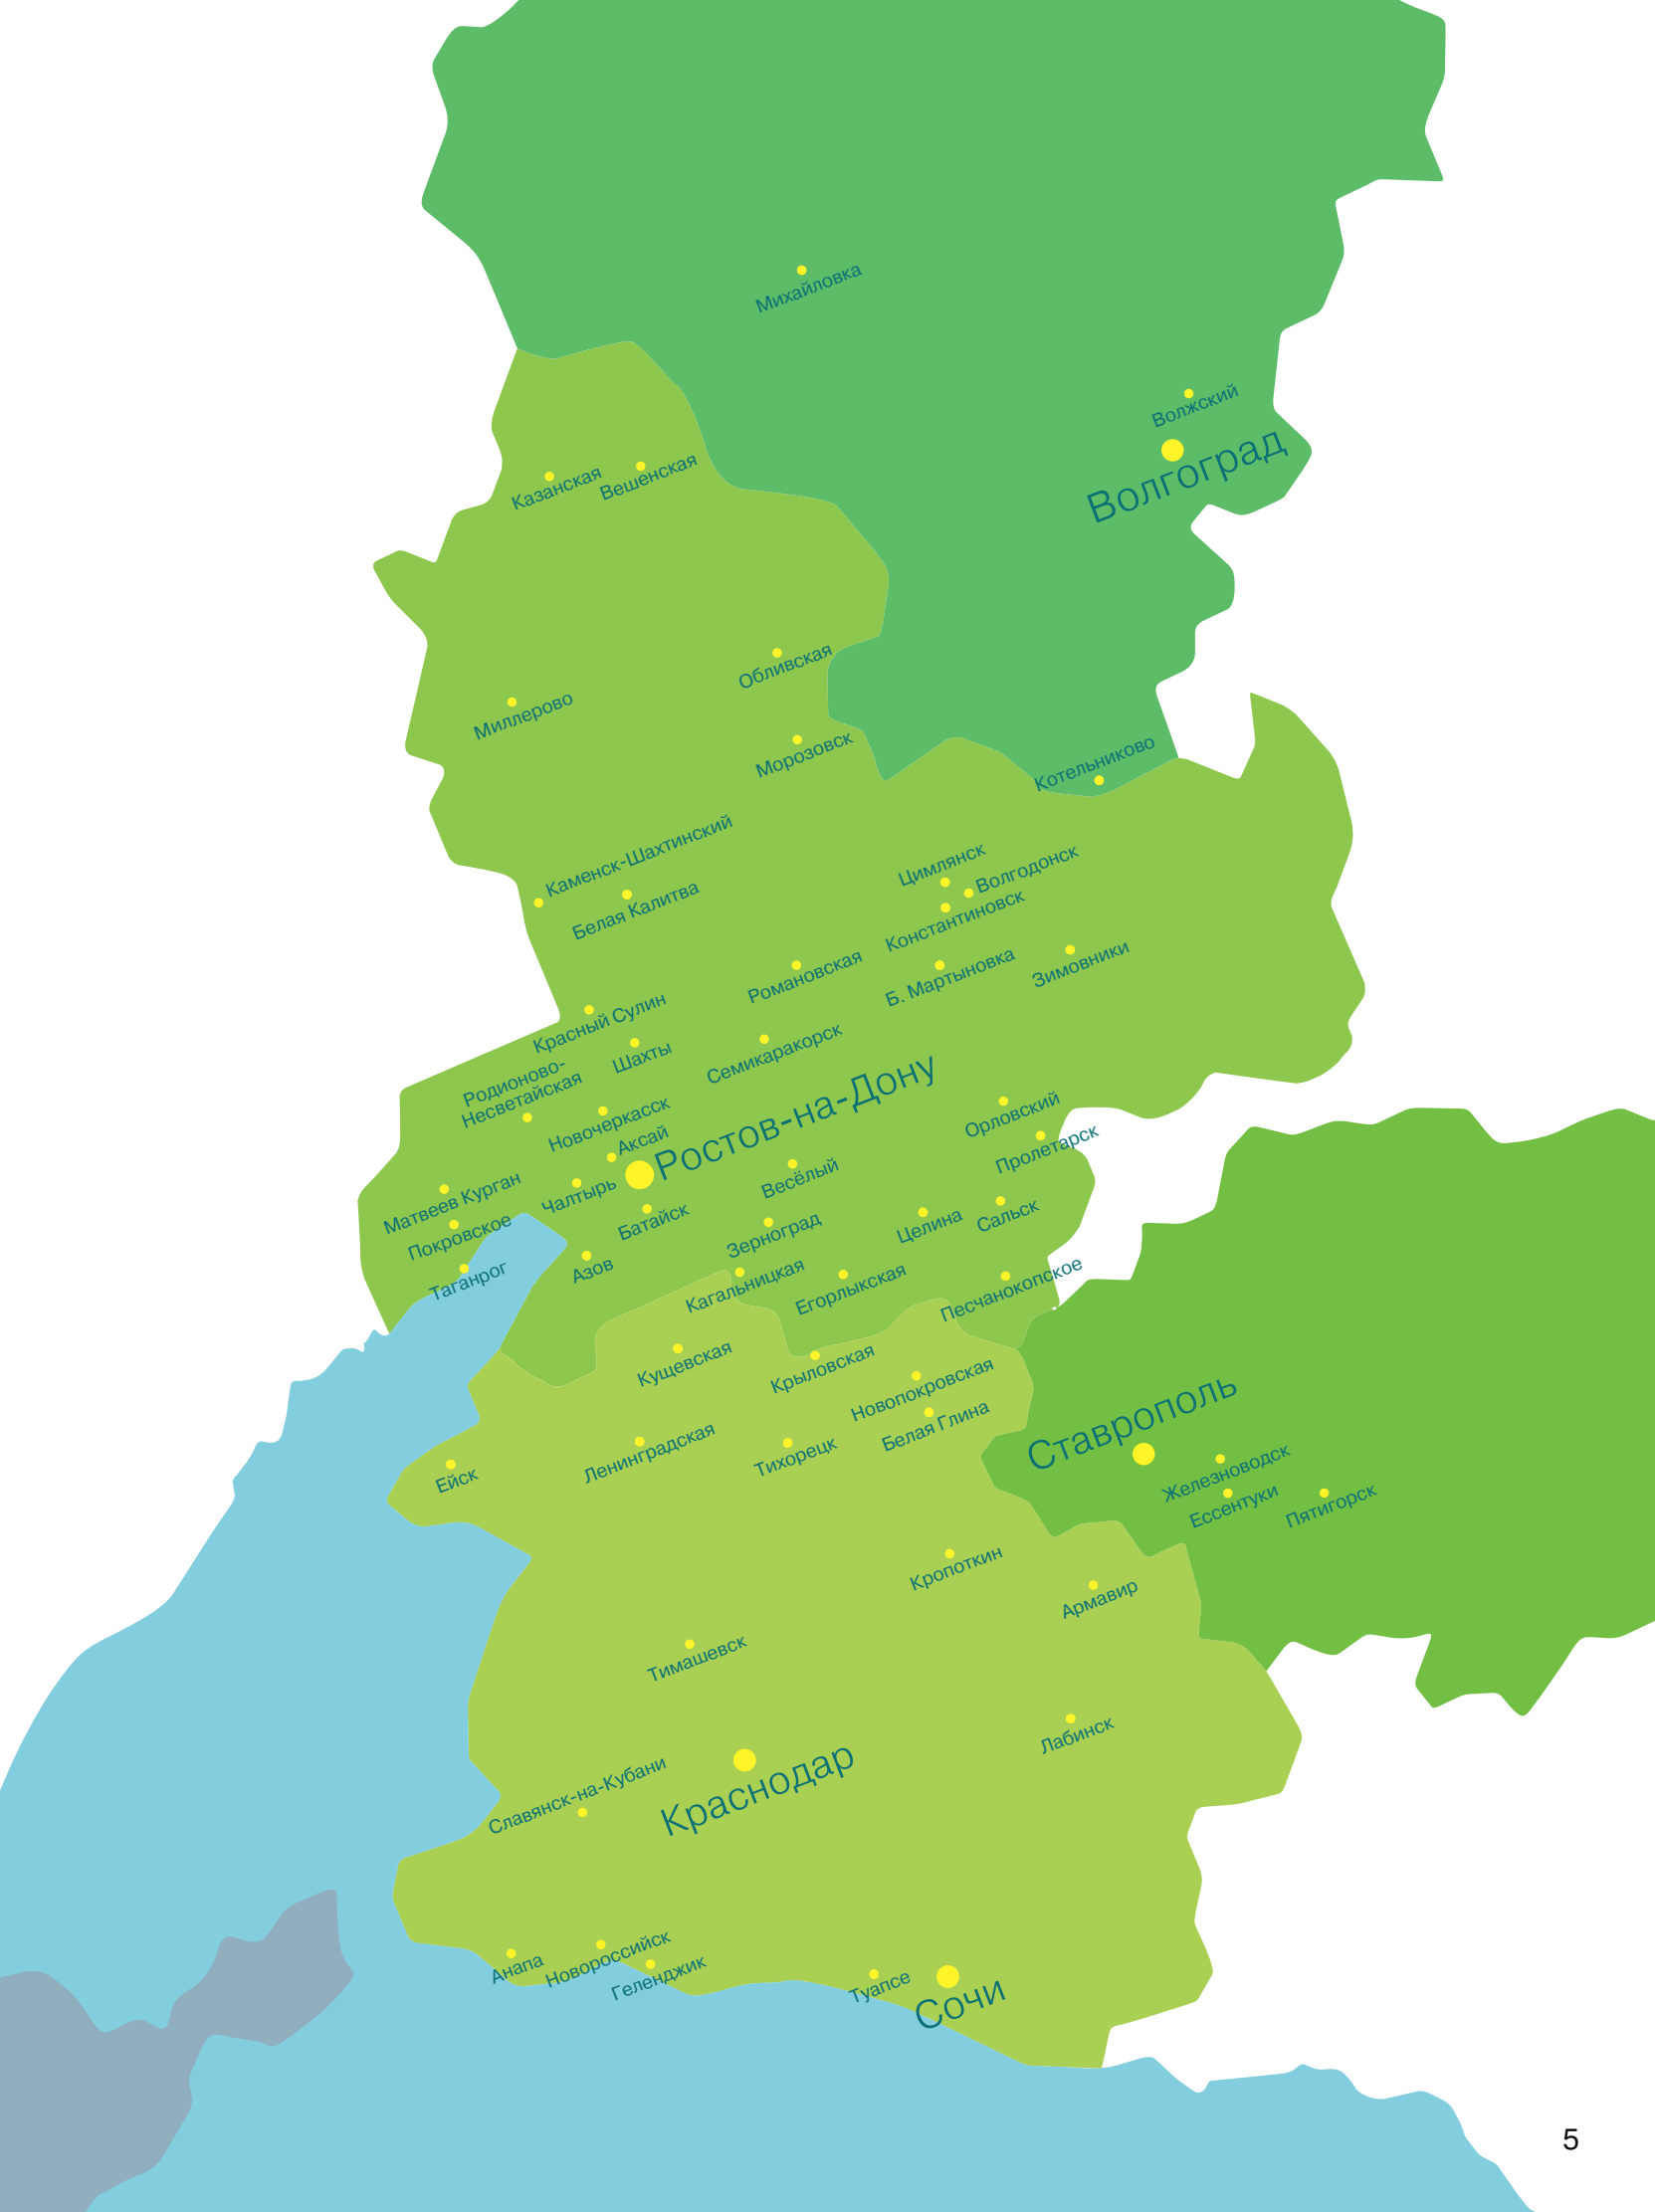 Михайловка
Волжский
Волгоград
Казанская
Вешенская
Обливская
Миллерово
Морозовск
Котельниково
Каменск-Шахтинский
Белая Калитва
Цимлянск
Волгодонск
Константиновск
Романовская
Б. Мартыновка
Зимовники
Красный Сулин
Шахты
Семикаракорск
Родионово-
Несветайская
Новочеркасск
Аксай
Ростов-на-Дону
Орловский
Пролетарск
Матвеев Курган
Чалтырь
Весёлый
Покровское
Батайск
Зерноград
Целина
Сальск
Таганрог
Азов
Кагальницкая
Егорлыкская
Песчанокопское
Кущевская
Крыловская
Новопокровская
Белая Глина
Ставрополь
Ленинградская
Тихорецк
Ейск
Железноводск
Ессентуки
Пятигорск
Кропоткин
Армавир
Тимашевск
Лабинск
Славянск-на-Кубани
Краснодар
Анапа
Новороссийск
Геленджик
Туапсе
Сочи
5